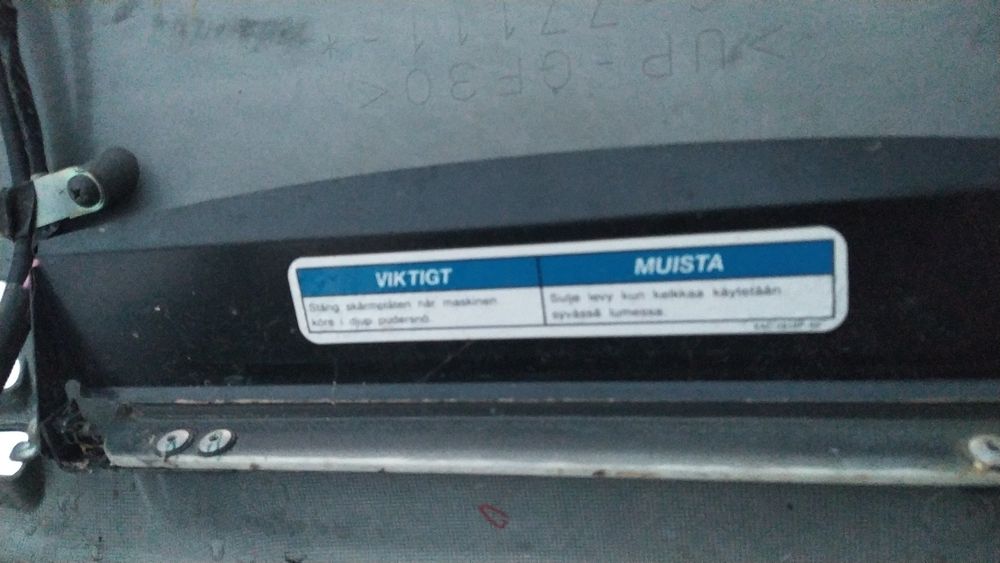 >UP-GF30<
VIKTIGT
Stäng skärmplåten när maskinen
körs i djup pudersnö.
MUISTA
Sulje levy kun kelkkaa käytetään
syvässä lumessa.